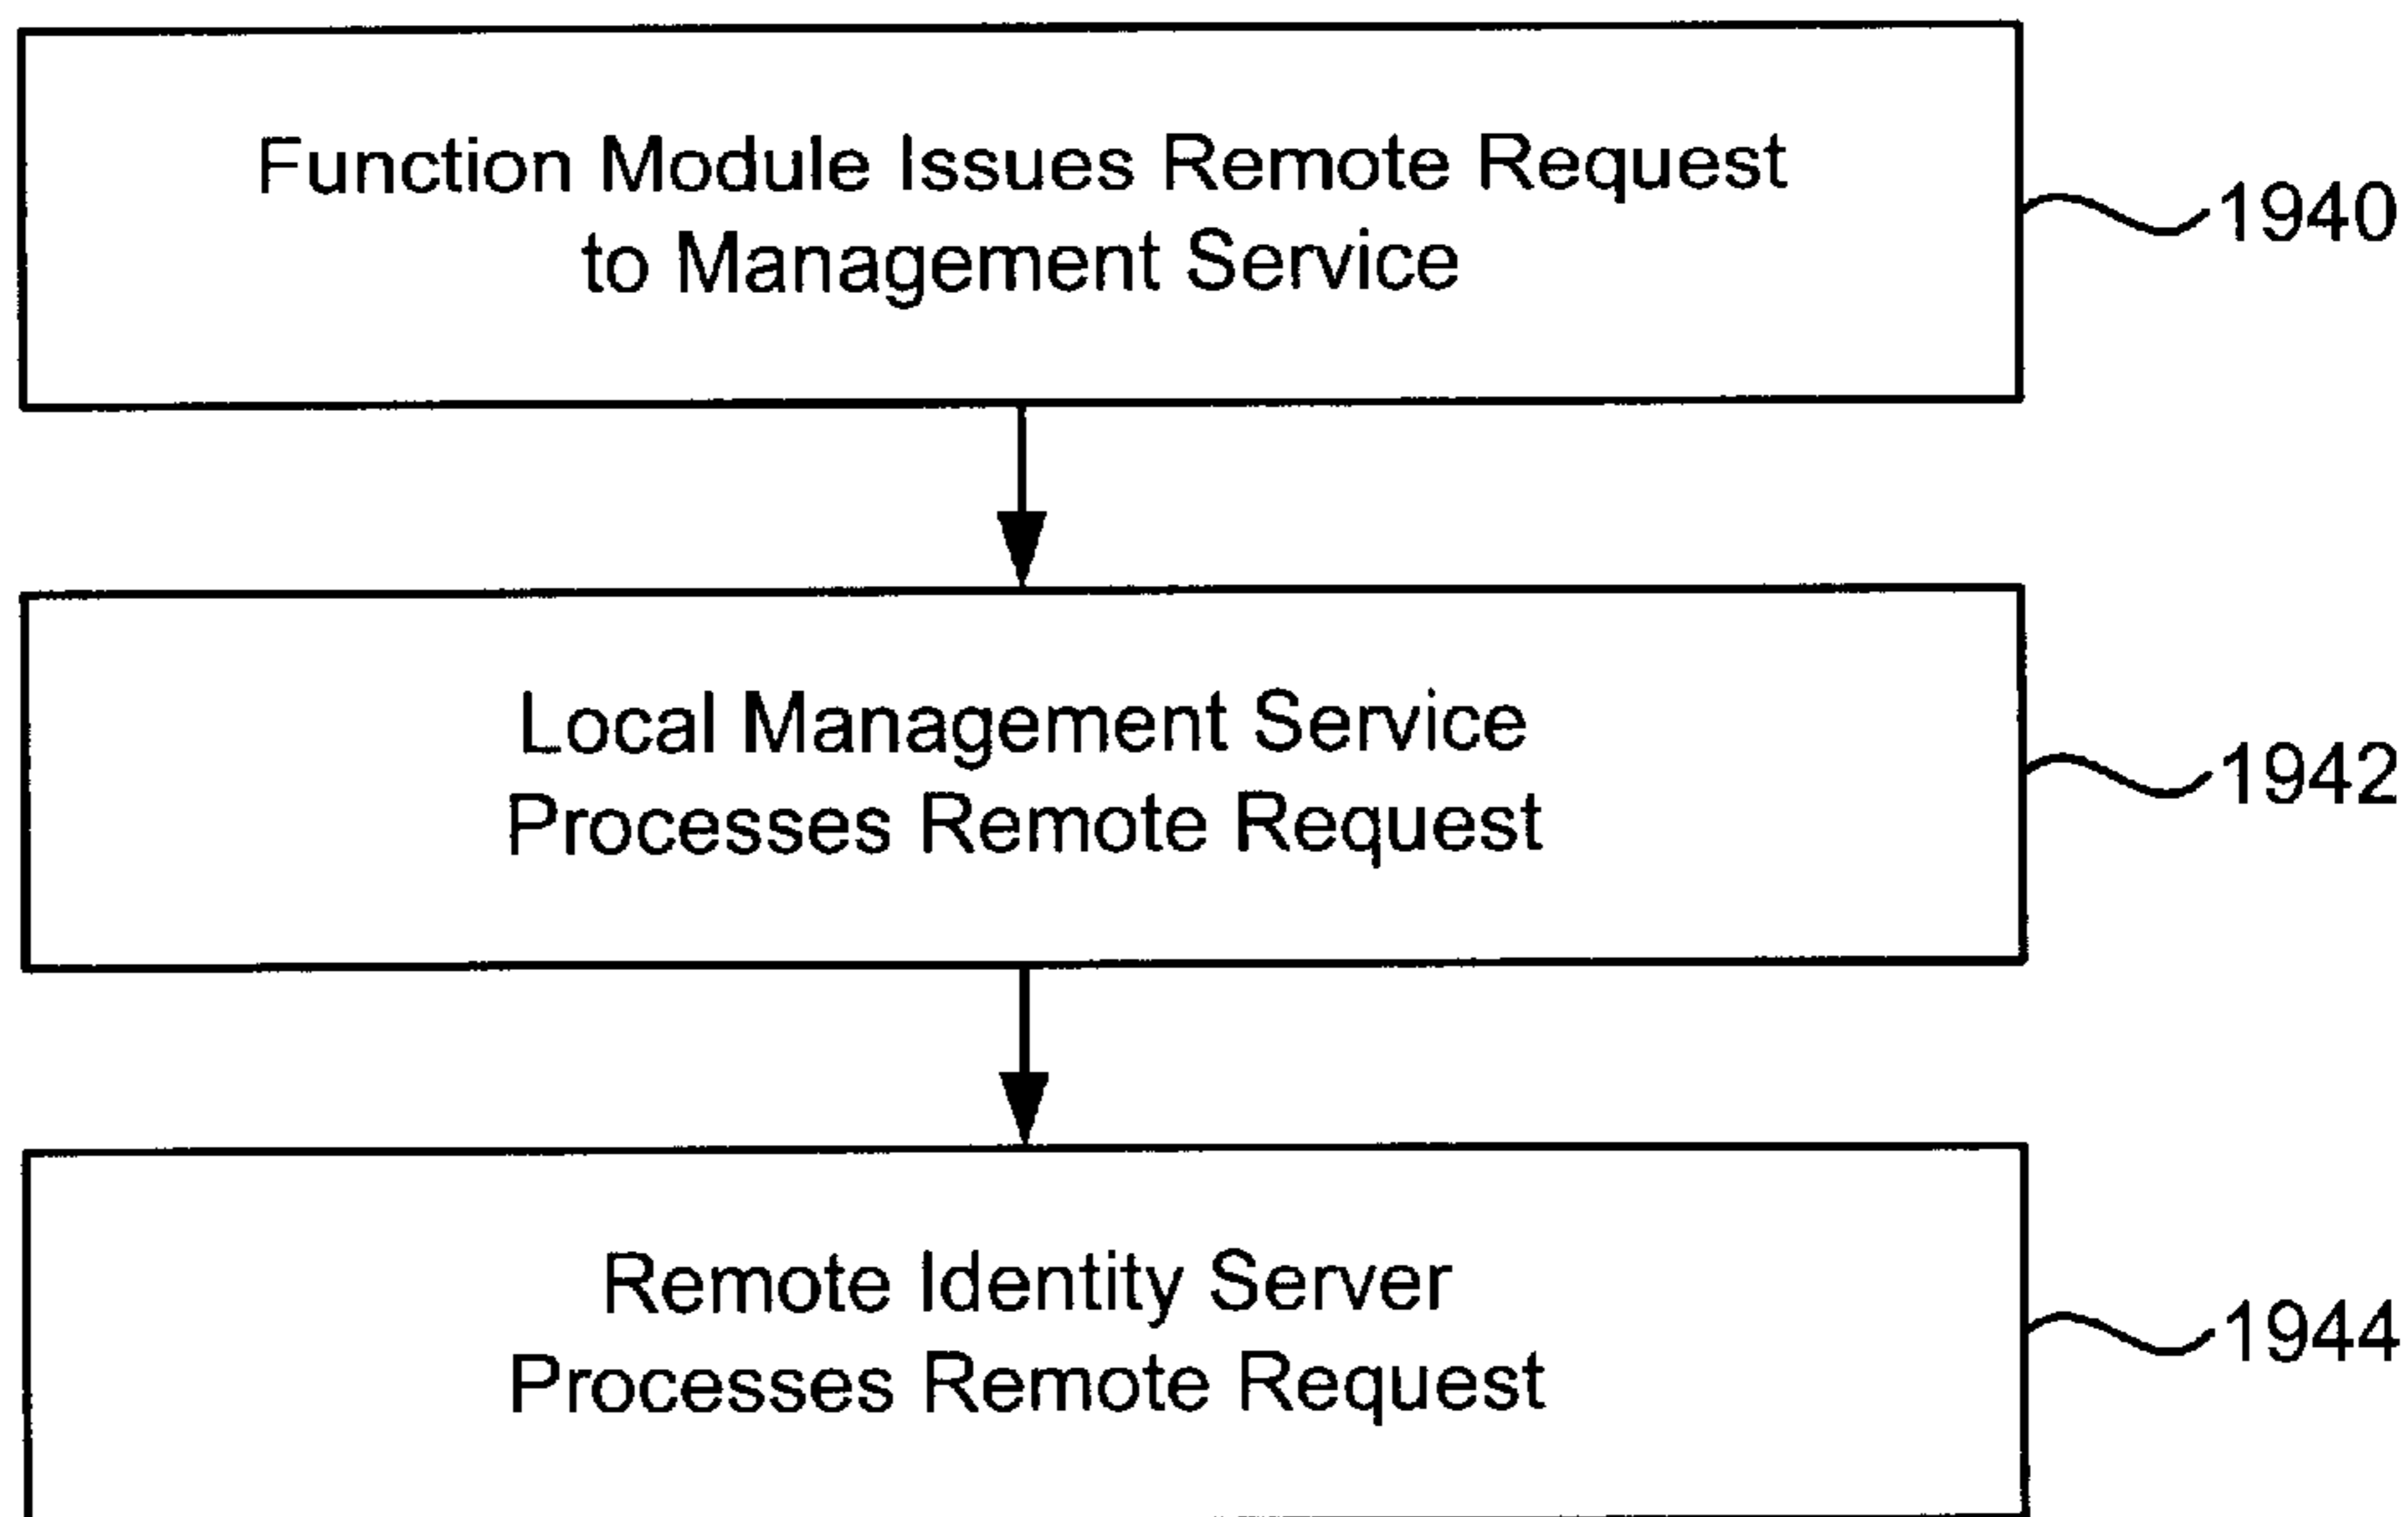 Function Module Issues Remote Request
to Management Service
1940
Local Management Service
Processes Remote Request
1942
Remote Identity Server
Processes Remote Request
1944